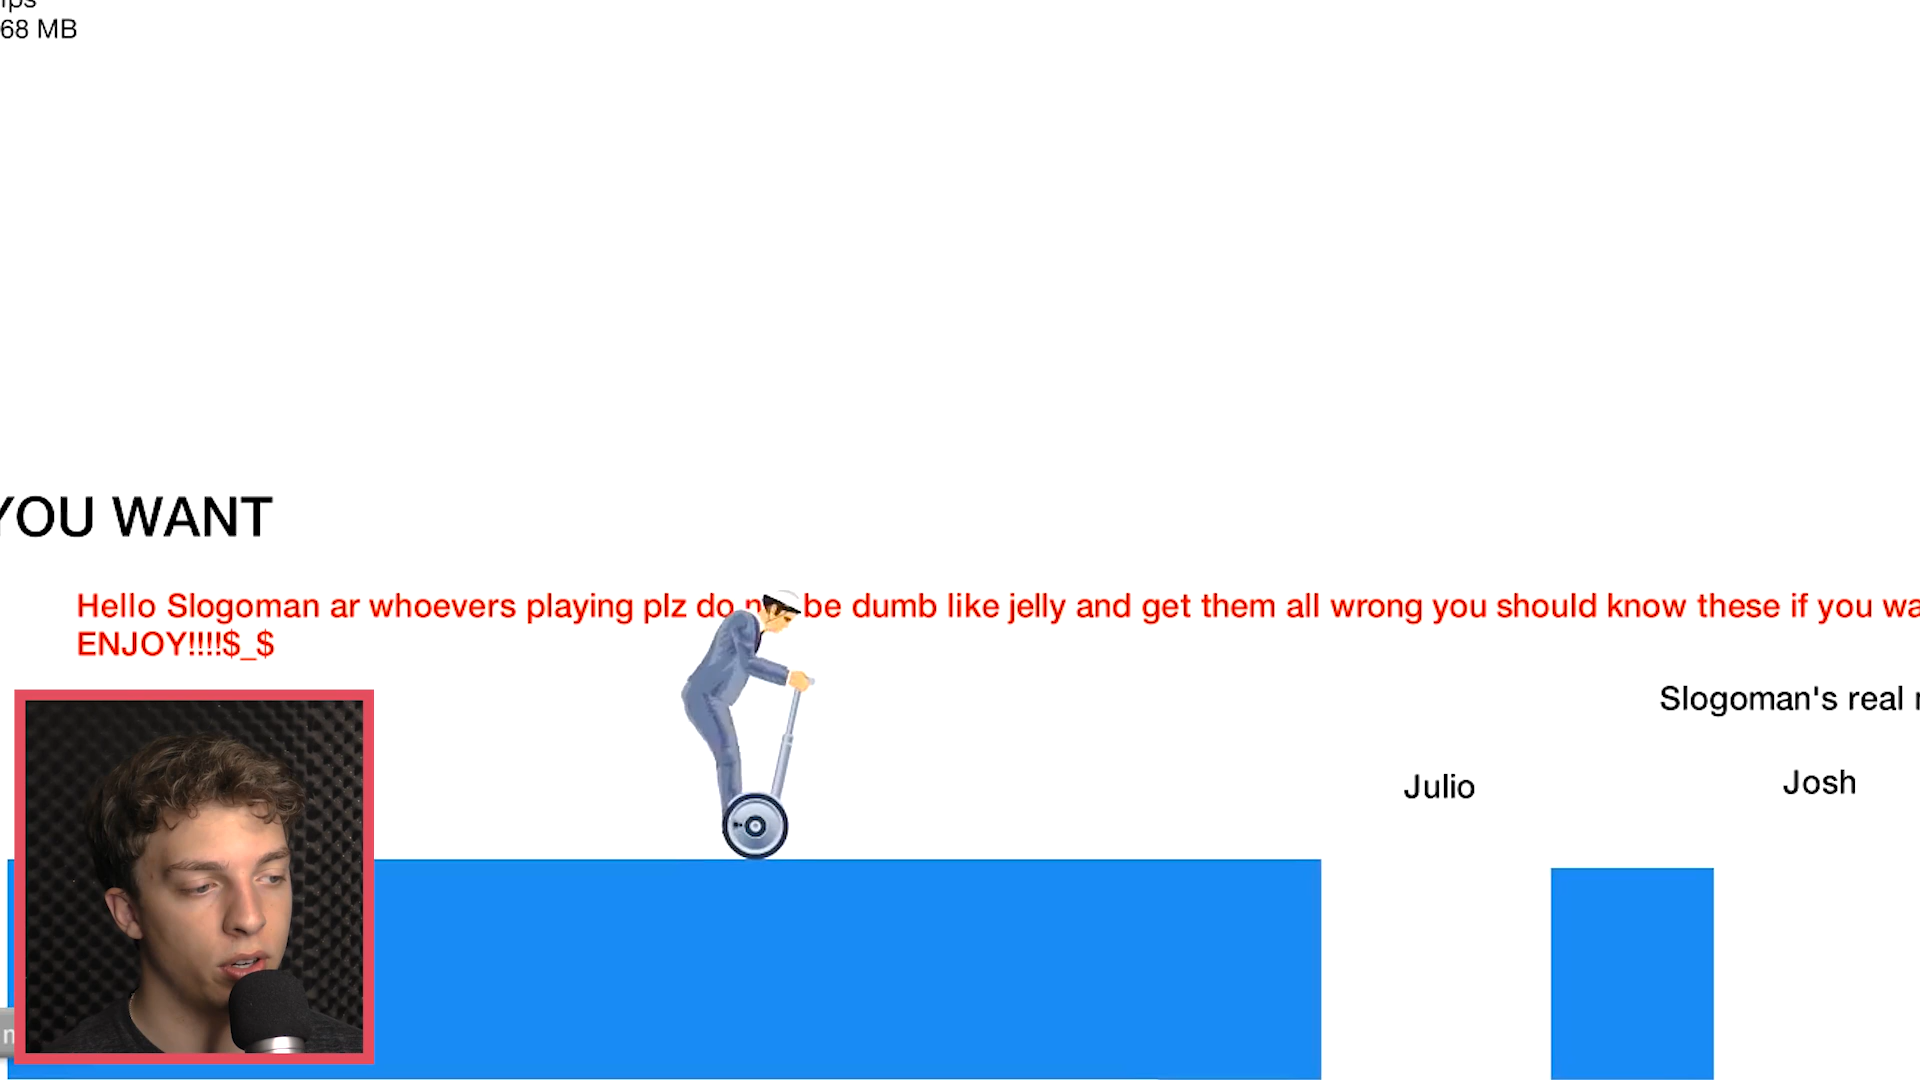 68 MB
YOU WANT
Hello Slogoman ar whoevers playing plz do be dumb like jelly and get them all wrong you should know these if you
ENJOY!!!!$_$
Slogoman's real
Julio
Josh